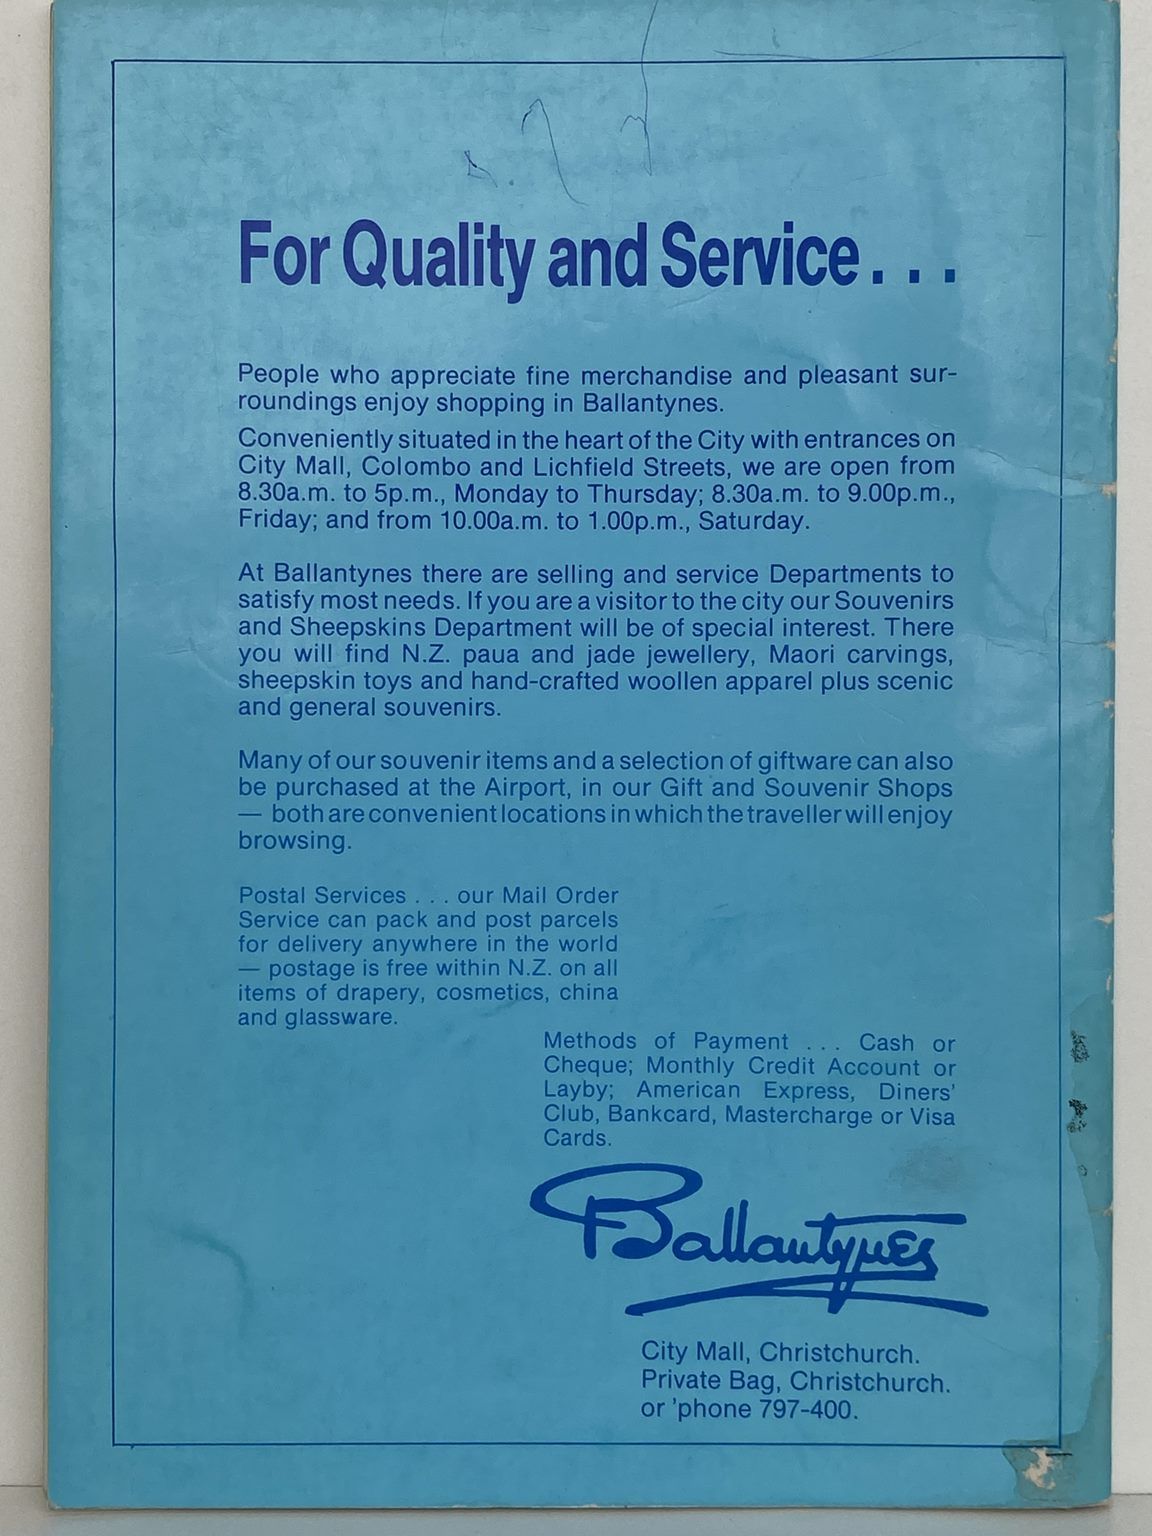 For Quality and Service . . .
People who appreciate fine merchandise and pleasant sur-
roundings enjoy shopping in Ballantynes.
Conveniently situated in the heart of the City with entrances on
City Mall, Colombo and Lichfield Streets, we are open from
8.30a.m. to 5p.m., Monday to Thursday; 8.30a.m. to 9.00p.m.,
Friday; and from 10.00a.m. to 1.00p.m., Saturday.
At Ballantynes there are selling and service Departments to
satisfy most needs. If you are a visitor to the city our Souvenirs
and Sheepskins Department will be of special interest. There
you will find N.Z. paua and jade jewellery, Maori carvings,
sheepskin toys and hand-crafted woollen apparel plus scenic
and general souvenirs.
Many of our souvenir items and a selection of giftware can also
be purchased at the Airport, in our Gift and Souvenir Shops
— both are convenient locations in which the traveller will enjoy
browsing.
Postal Services . . . our Mail Order
Service can pack and post parcels
for delivery anywhere in the world
— postage is free within N.Z. on all
items of drapery, cosmetics, china
and glassware.
Methods of Payment . . . Cash or
Cheque; Monthly Credit Account or
Layby; American Express, Diners'
Club, Bankcard, Mastercharge or Visa
Cards.
Ballantynes
City Mall, Christchurch.
Private Bag, Christchurch.
or 'phone 797-400.